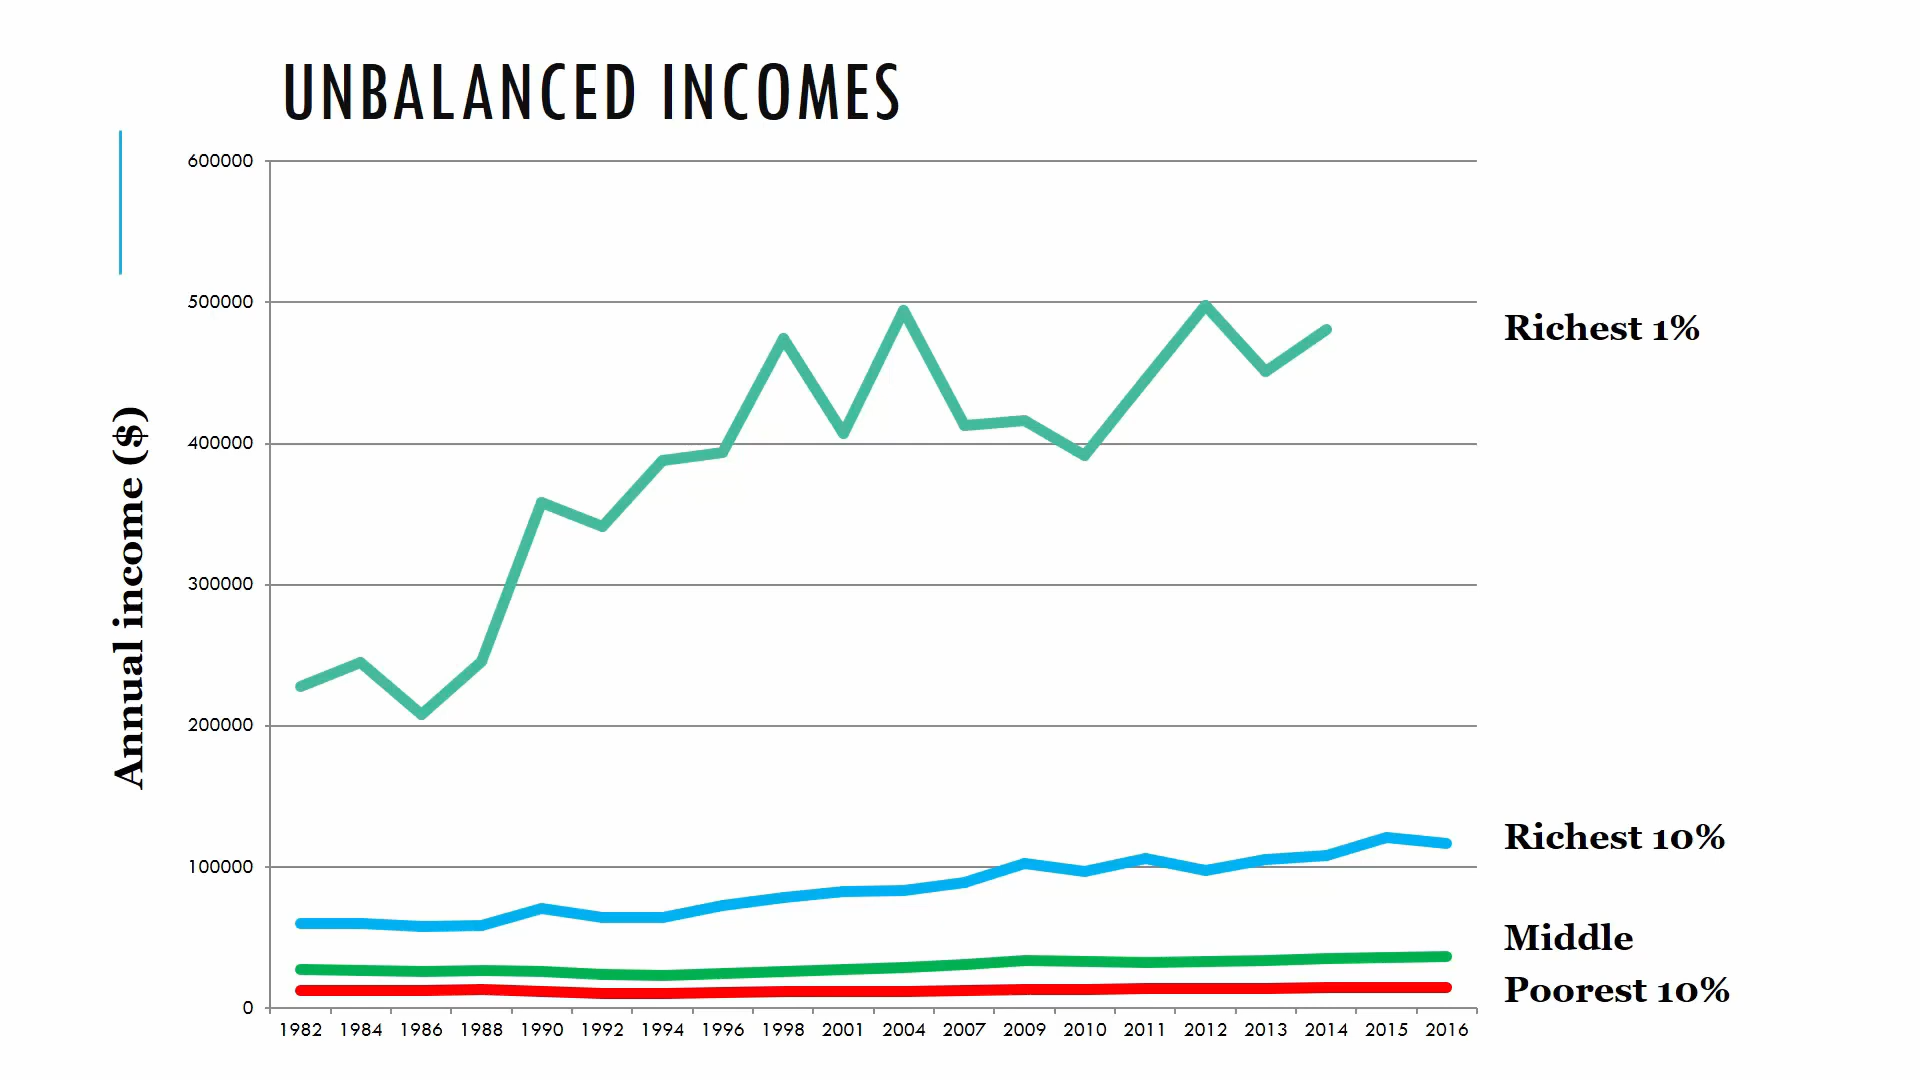 UNBALANCED INCOMES
Annual income ($)
600000
500000
400000
300000
200000
100000
0
1982 1984 1986 1988 1990 1992 1994 1996 1998 2001 2004 2007 2009 2010 2011 2012 2013 2014 2015 2016
Richest 1%
Richest 10%
Middle
Poorest 10%